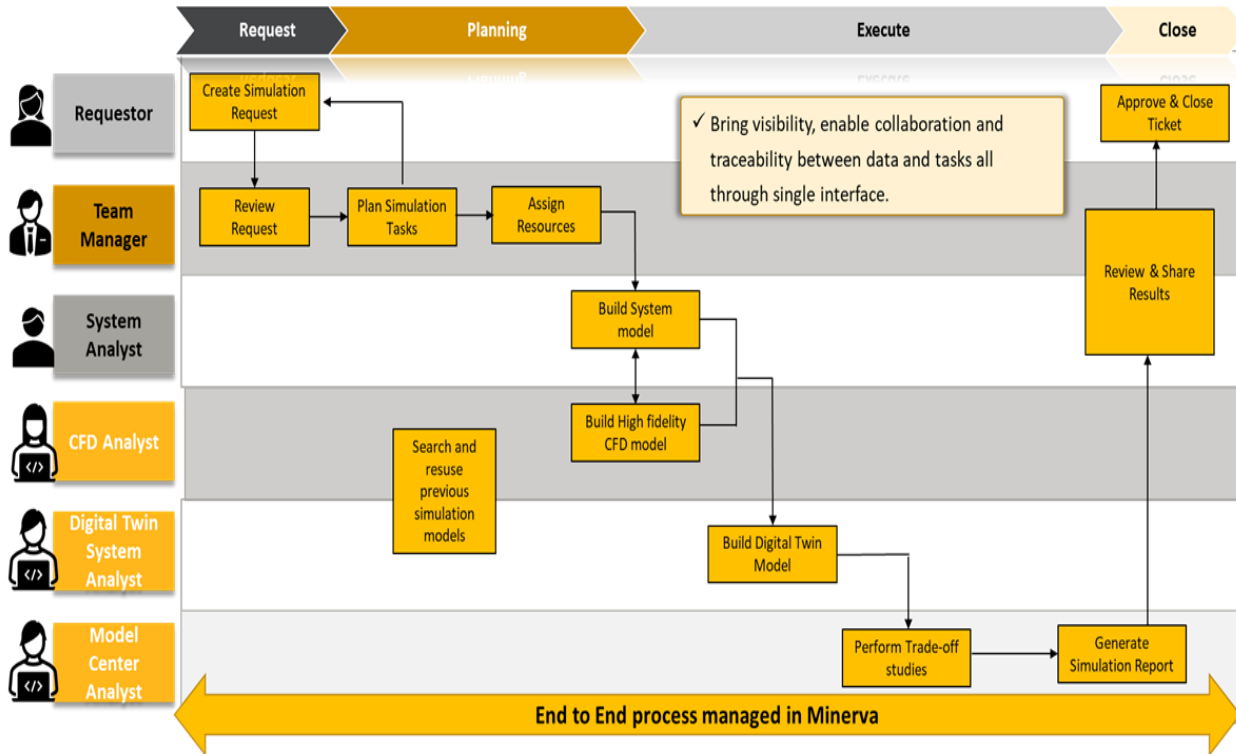 Request
Planning
Execute
Close
Requestor
Create Simulation
Request
✓ Bring visibility, enable collaboration and
traceability between data and tasks all
through single interface.
Approve & Close
Ticket
Team
Manager
Review
Request
Plan Simulation
Tasks
Assign
Resources
Review & Share
Results
System
Analyst
Build System
model
CFD Analyst
Build High fidelity
CFD model
Search and
resuse
previous
simulation
models
Digital Twin
System
Analyst
Build Digital Twin
Model
Model
Center
Analyst
Perform Trade-off
studies
Generate
Simulation Report
End to End process managed in Minerva